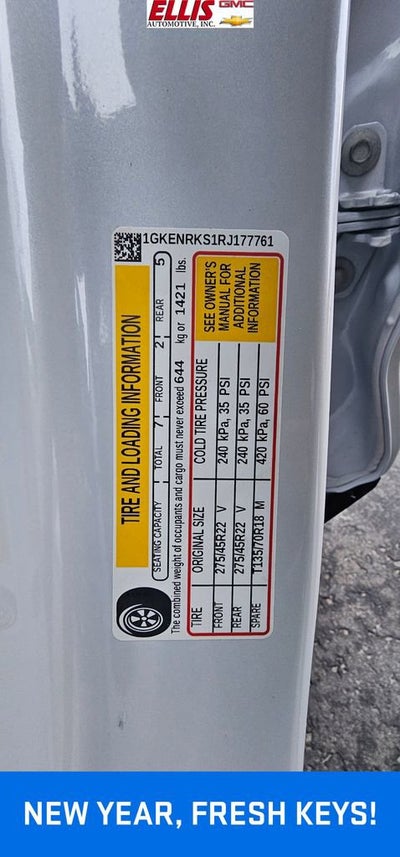 ELLIS GMC
AUTOMOTIVE, INC. CHEVROLET
1GKENRKS1RJ177761
TIRE AND LOADING INFORMATION
SEATING CAPACITY TOTAL 7 FRONT 2 REAR 5
The combined weight of occupants and cargo must never exceed 644 kg or 1421 lbs.
TIRE ORIGINAL SIZE COLD TIRE PRESSURE
FRONT 275/45R22 V 240 kPa, 35 PSI
REAR 275/45R22 V 240 kPa, 35 PSI
SPARE T135/70R18 M 420 kPa, 60 PSI
SEE OWNER'S
MANUAL FOR
ADDITIONAL
INFORMATION
NEW YEAR, FRESH KEYS!